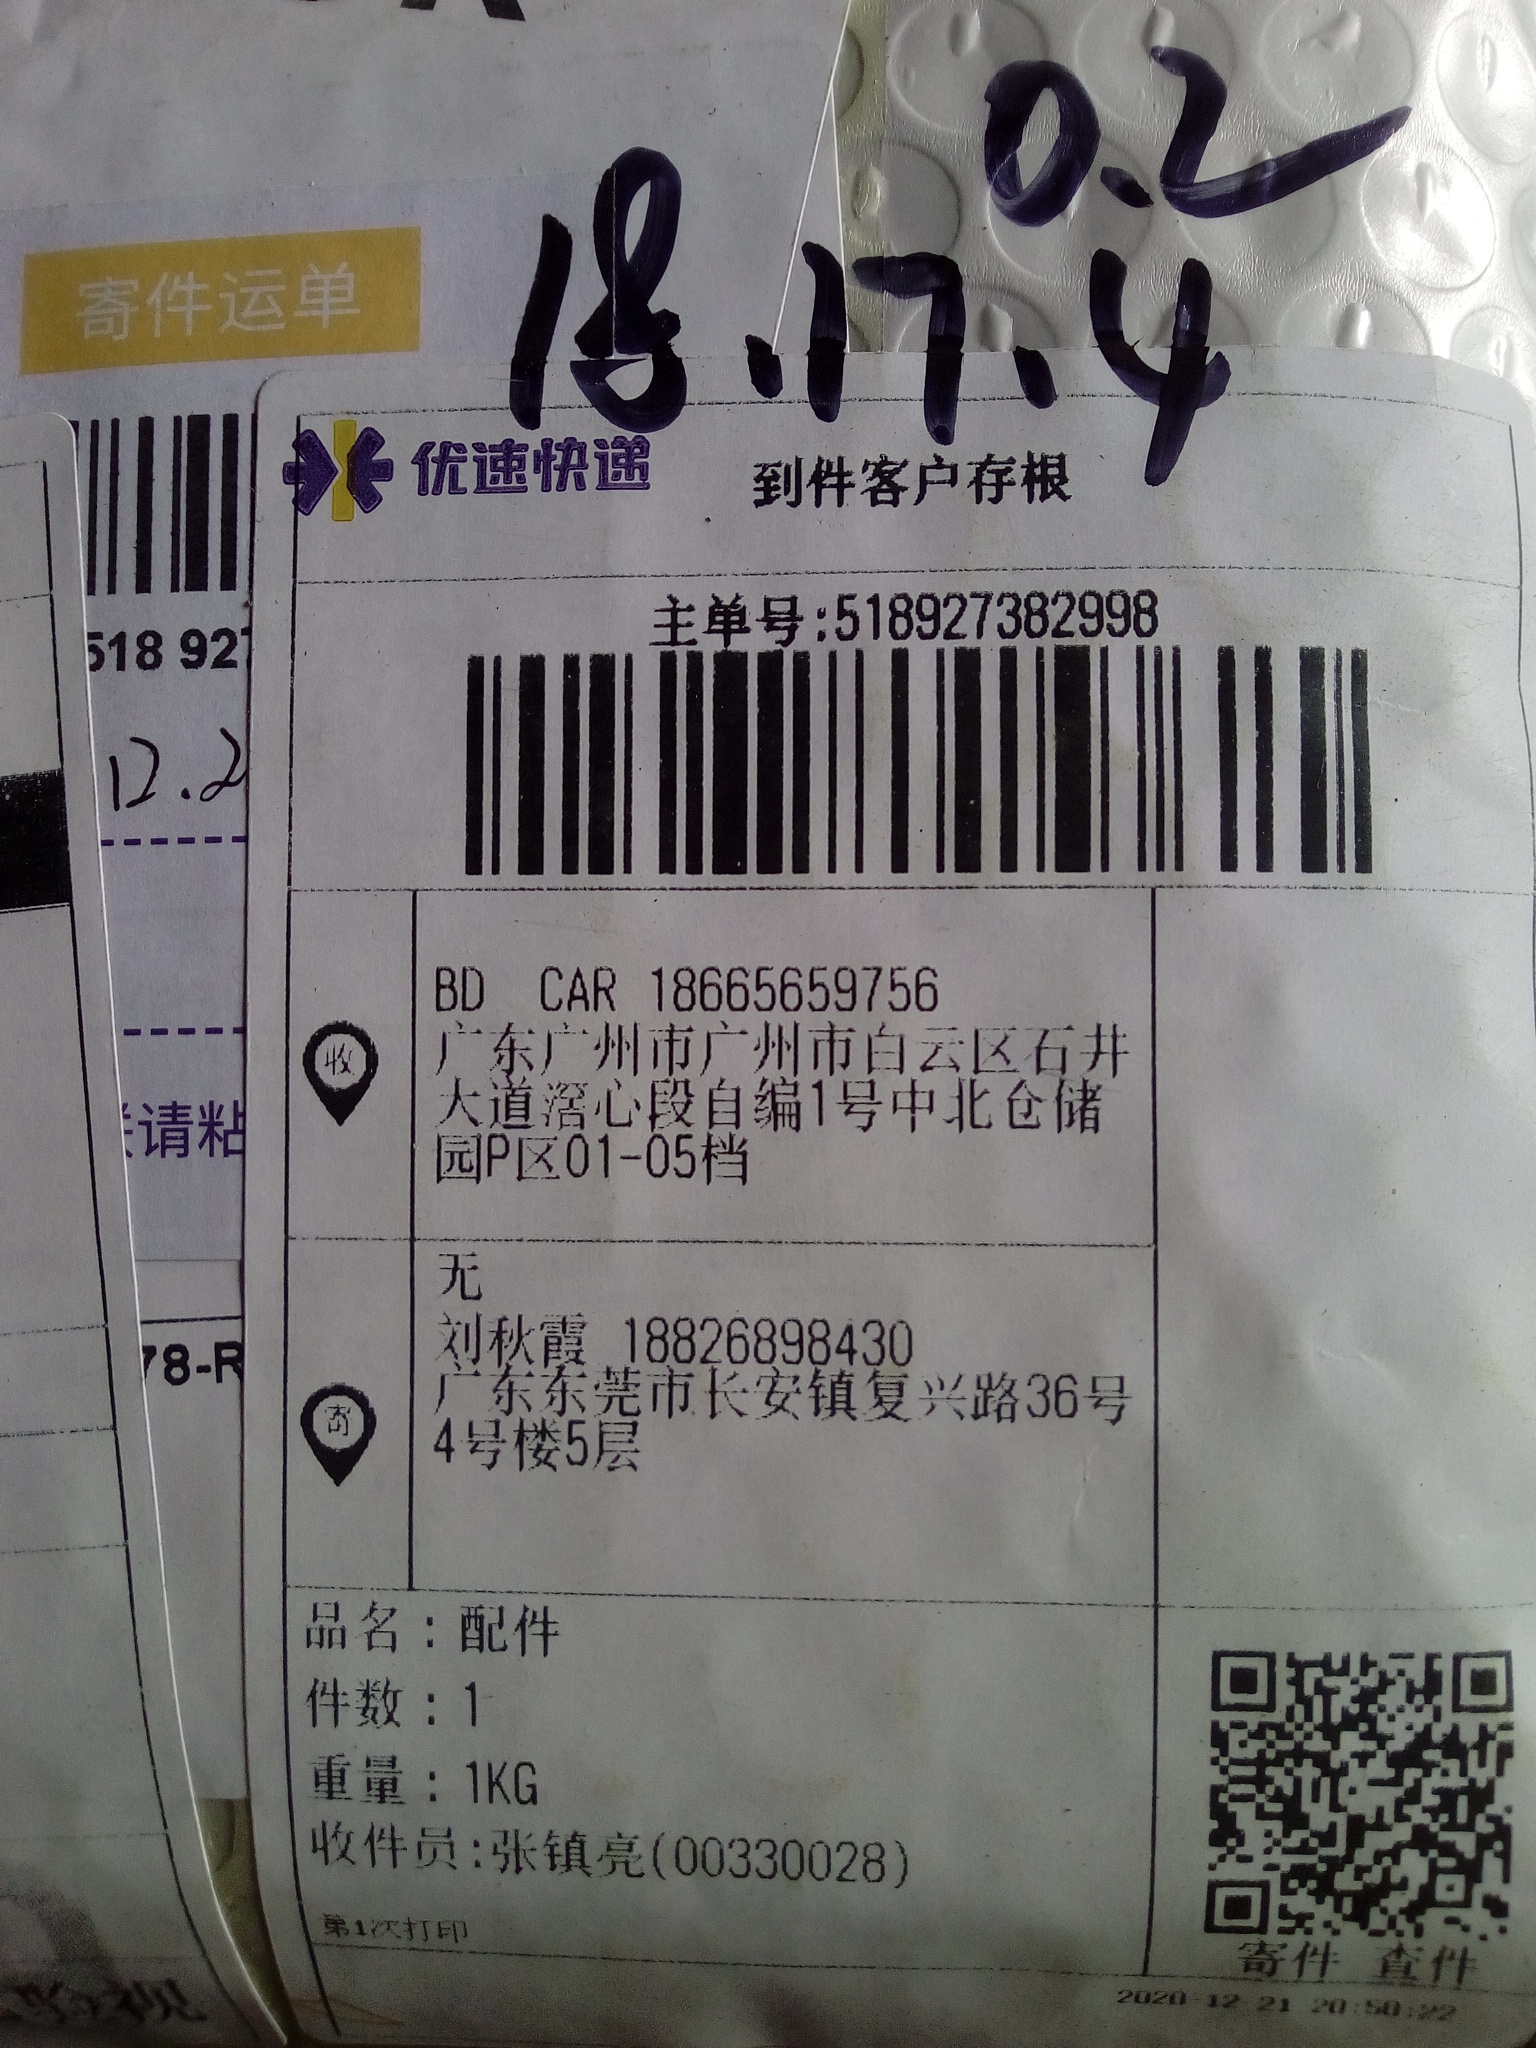 0.2
18.17.4
寄件运单
优速快递 到件客户存根
主单号:518927382998
518 927
12.2
BD CAR 18665659756
收
广东广州市广州市白云区石井
大道滘心段自编1号中北仓储
园P区01-05档
请粘
无
刘秋霞 18826898430
78-R
广东东莞市长安镇复兴路36号
寄
4号楼5层
品名:配件
件数:1
重量:1KG
收件员:张镇亮(00330028)
第1次打印
寄件 查件
2020-12-21 20:50:22